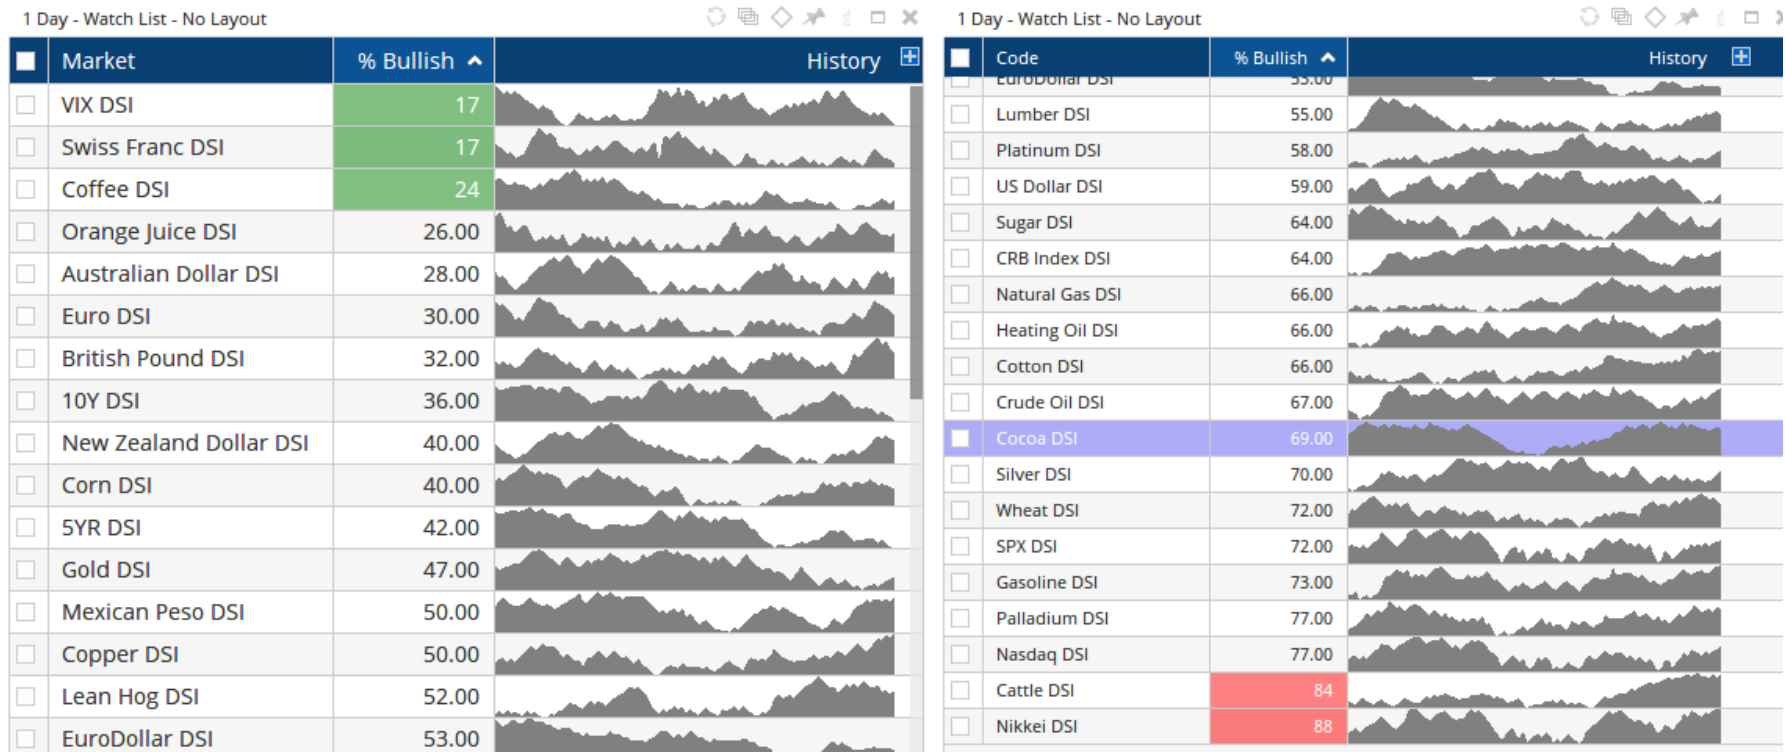 1 Day - Watch List - No Layout
Market % Bullish History
VIX DSI 17
Swiss Franc DSI 17
Coffee DSI 24
Orange Juice DSI 26.00
Australian Dollar DSI 28.00
Euro DSI 30.00
British Pound DSI 32.00
10Y DSI 36.00
New Zealand Dollar DSI 40.00
Corn DSI 40.00
5YR DSI 42.00
Gold DSI 47.00
Mexican Peso DSI 50.00
Copper DSI 50.00
Lean Hog DSI 52.00
EuroDollar DSI 53.00
1 Day - Watch List - No Layout
Code % Bullish History
EuroDollar DSI 53.00
Lumber DSI 55.00
Platinum DSI 58.00
US Dollar DSI 59.00
Sugar DSI 64.00
CRB Index DSI 64.00
Natural Gas DSI 66.00
Heating Oil DSI 66.00
Cotton DSI 66.00
Crude Oil DSI 67.00
Cocoa DSI 69.00
Silver DSI 70.00
Wheat DSI 72.00
SPX DSI 72.00
Gasoline DSI 73.00
Palladium DSI 77.00
Nasdaq DSI 77.00
Cattle DSI 84
Nikkei DSI 88